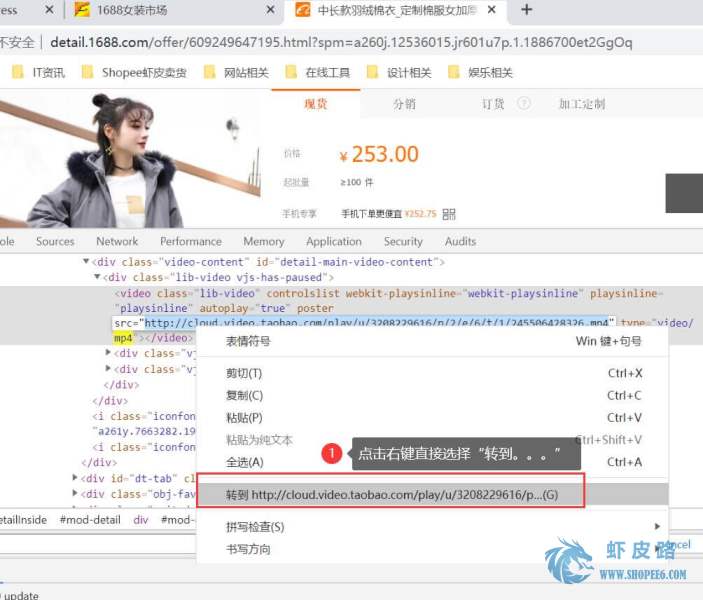 ess
1688女装市场
中长款羽绒棉衣_定制棉服女加
不安全 | detail.1688.com/offer/609249647195.html?spm=a260j.12536015.jr601u7p.1.1886700et2GgOq
IT资讯 Shopee虾皮卖货 网站相关 在线工具 设计相关 娱乐相关
现货 分销 订货 ? 加工定制
价格 ¥ 253.00
起批量 ≥100 件
手机专享 手机下单更便宜 ¥252.75
ole Sources Network Performance Memory Application Security Audits
▼<div class="video-content" id="detail-main-video-content">
▼<div class="lib-video vjs-has-paused">
<video class="lib-video" controlslist webkit-playsinline="webkit-playsinline" playsinline=
"playsinline" autoplay="true" poster
src="http://cloud.video.taobao.com/play/u/3208229616/p/2/e/6/t/1/245506428326.mp4" type="video/
mp4"></video>
▶<div class="vj
▶<div class="vj
</div>
</div>
<i class="iconfon
"a261y.7663282.19
<i class="iconfon
</div>
▶<div id="dt-tab" cl
▶<div class="obj-fav
表情符号 Win 键+句号
剪切(T) Ctrl+X
复制(C) Ctrl+C
粘贴(P) Ctrl+V
粘贴为纯文本 Ctrl+Shift+V
全选(A) Ctrl+A
1 点击右键直接选择“转到。。。”
转到 http://cloud.video.taobao.com/play/u/3208229616/p...(G)
拼写检查(S)
书写方向
etailInside #mod-detail div #mod-
ancel
虾皮路
WWW.SHOPEE6.COM
update